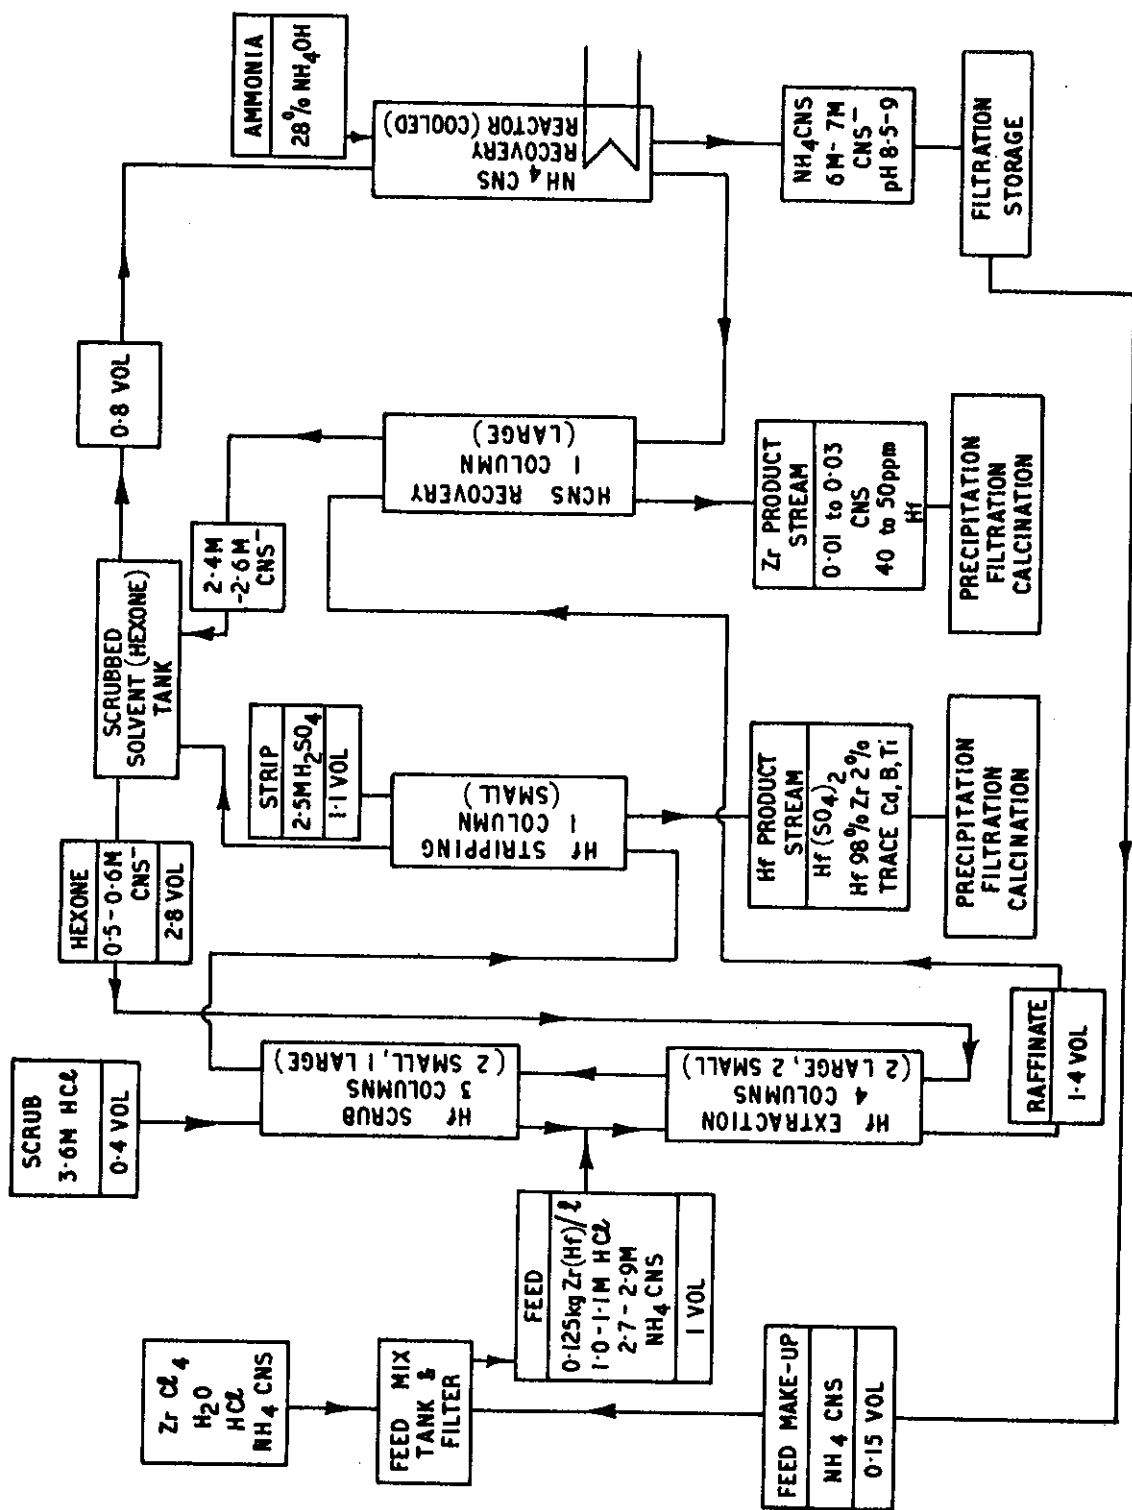 SCRUB
3·6M HCl
0·4 VOL
HEXONE
0·5-0·6M
CNS⁻
2·8 VOL
SCRUBBED
SOLVENT (HEXONE)
TANK
0·8 VOL
AMMONIA
28% NH₄OH
Zr Cl₄
H₂O
HCl
NH₄ CNS
Hf SCRUB
3 COLUMNS
(2 SMALL, 1 LARGE)
STRIP
2·5M H₂SO₄
1·1 VOL
2·4M
-2·6M
CNS⁻
NH₄ CNS
RECOVERY
REACTOR (COOLED)
FEED MIX
TANK &
FILTER
FEED
0·125kg Zr(Hf)/l
1·0-1·1M HCl
2·7-2·9M
NH₄ CNS
1 VOL
Hf EXTRACTION
4 COLUMNS
(2 LARGE, 2 SMALL)
Hf STRIPPING
1 COLUMN
(SMALL)
HCNS RECOVERY
1 COLUMN
(LARGE)
FEED MAKE-UP
NH₄ CNS
0·15 VOL
RAFFINATE
1·4 VOL
Hf PRODUCT
STREAM
Hf (SO₄)₂
Hf 98% Zr 2%
TRACE Cd, B, Ti
Zr PRODUCT
STREAM
0·01 to 0·03
CNS
40 to 50ppm
Hf
NH₄CNS
6M-7M
CNS⁻
pH 8·5-9
PRECIPITATION
FILTRATION
CALCINATION
PRECIPITATION
FILTRATION
CALCINATION
FILTRATION
STORAGE